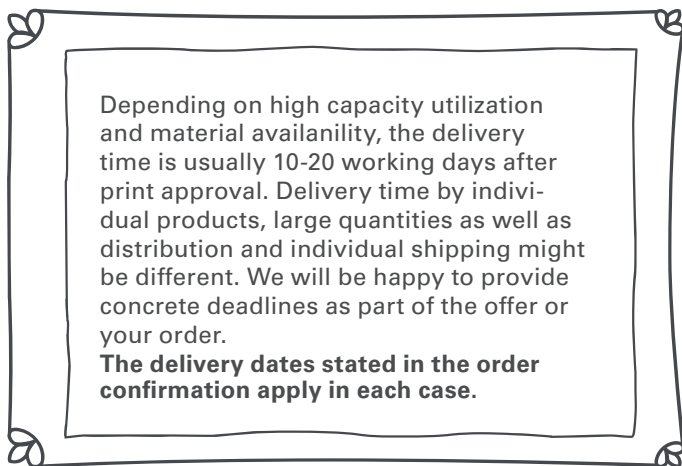 Depending on high capacity utilization
and material availanility, the delivery
time is usually 10-20 working days after
print approval. Delivery time by indivi-
dual products, large quantities as well as
distribution and individual shipping might
be different. We will be happy to provide
concrete deadlines as part of the offer or
your order.
The delivery dates stated in the order
confirmation apply in each case.